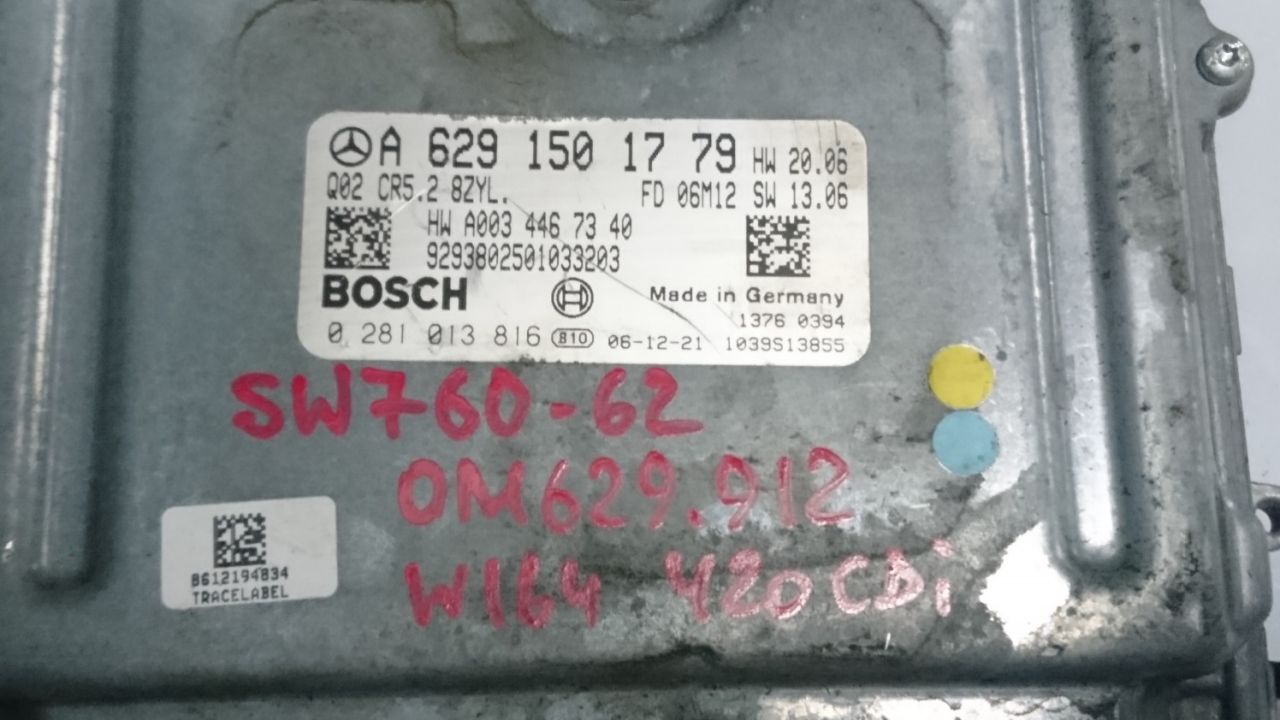 A 629 150 17 79 HW 20.06
Q02 CR5.2 8ZYL. FD 06M12 SW 13.06
HW A003 446 73 40
9293802501033203
BOSCH Made in Germany
1376 0394
0 281 013 816 B10 06-12-21 1039S13855
SW760-62
OM629.912
W164 420CDi
B612194834
TRACELABEL